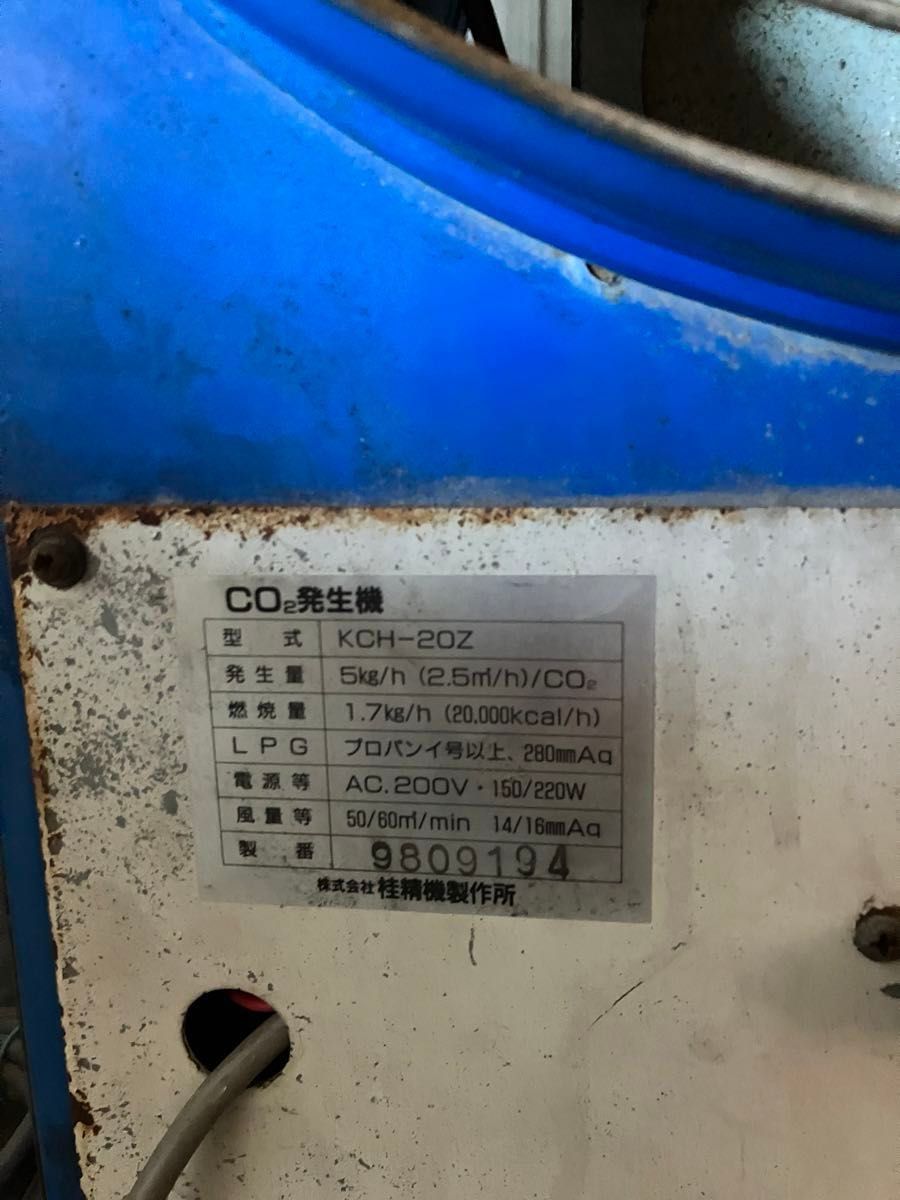 CO₂発生機
型式 KCH-20Z
発生量 5kg/h (2.5㎥/h)/CO₂
燃焼量 1.7kg/h (20,000kcal/h)
LPG プロパンイ号以上、280mmAq
電源等 AC.200V・150/220W
風量等 50/60㎥/min 14/16mmAq
製番 9809194
株式会社 桂精機製作所